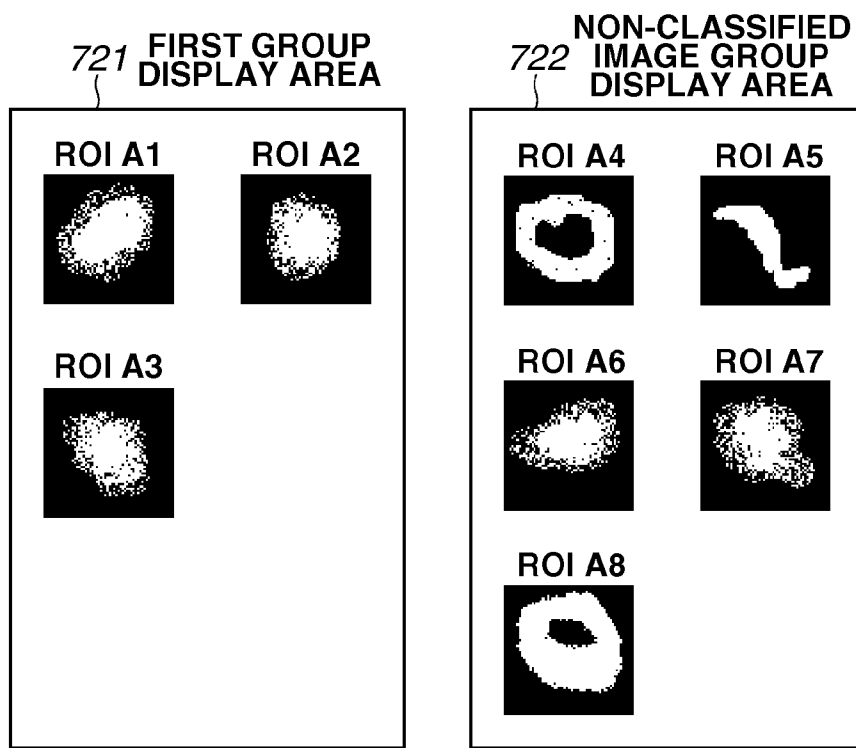 721 FIRST GROUP
DISPLAY AREA
ROI A1 ROI A2
ROI A3
722 NON-CLASSIFIED
IMAGE GROUP
DISPLAY AREA
ROI A4 ROI A5
ROI A6 ROI A7
ROI A8